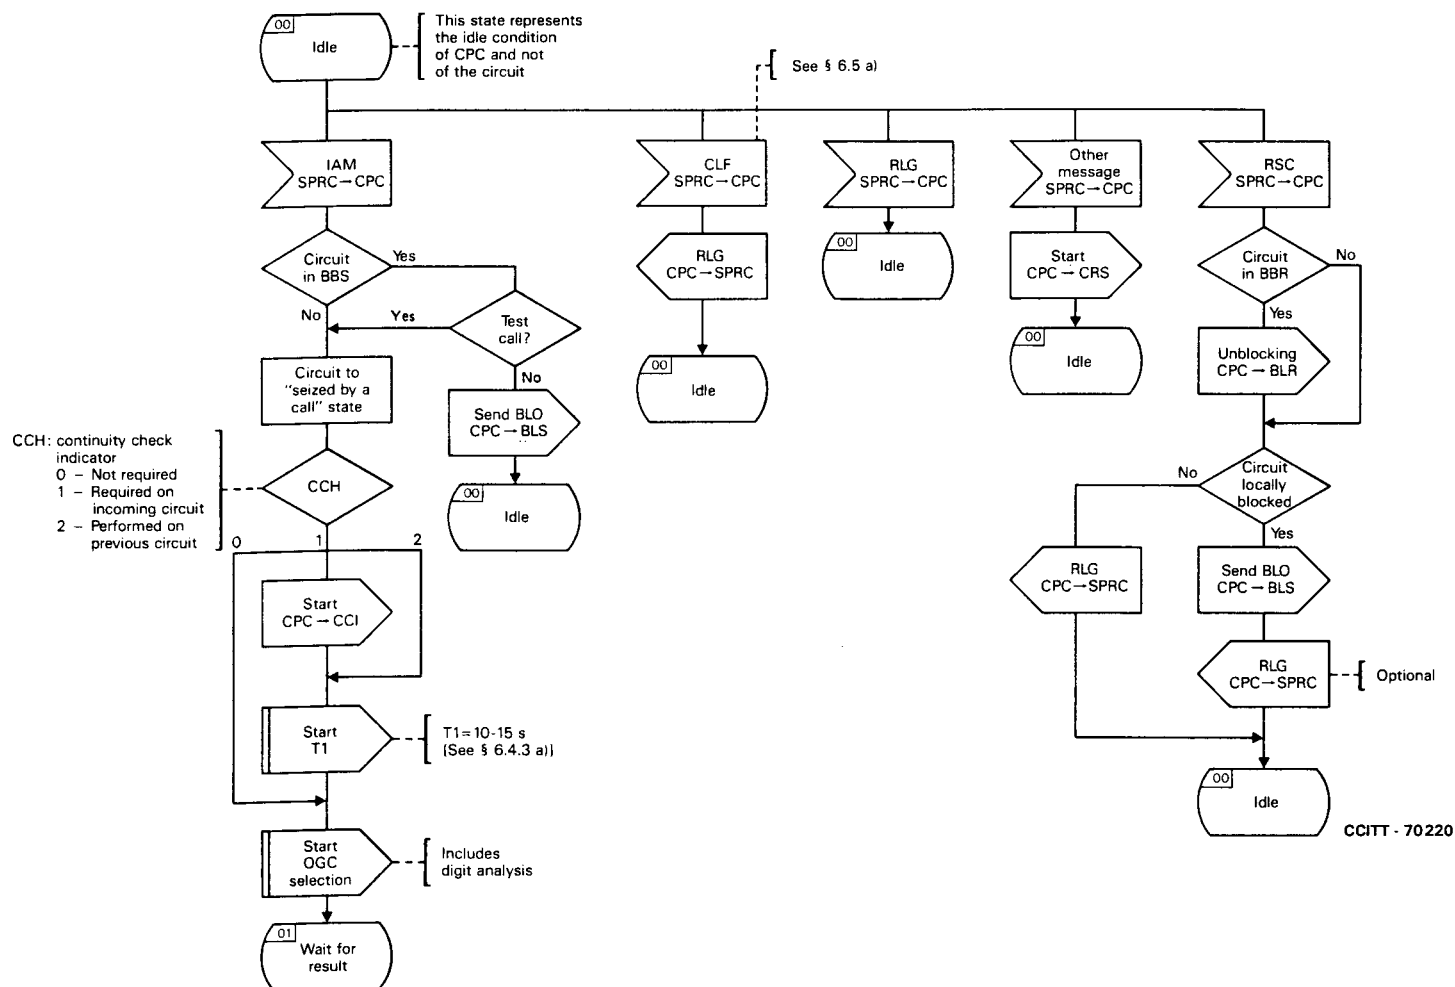 00
Idle
This state represents
the idle condition
of CPC and not
of the circuit
See § 6.5 a)
IAM
SPRC → CPC
CLF
SPRC → CPC
RLG
SPRC → CPC
Other
message
SPRC → CPC
RSC
SPRC → CPC
Circuit
in BBS
Yes
No
Test
call?
Yes
No
RLG
CPC → SPRC
00
Idle
00
Idle
Start
CPC → CRS
00
Idle
Circuit
in BBR
No
Yes
Unblocking
CPC → BLR
Circuit to
"seized by a
call" state
Send BLO
CPC → BLS
00
Idle
CCH: continuity check
indicator
0 – Not required
1 – Required on
incoming circuit
2 – Performed on
previous circuit
CCH
0
1
2
Circuit
locally
blocked
No
Yes
Start
CPC → CCI
RLG
CPC → SPRC
Send BLO
CPC → BLS
RLG
CPC → SPRC
Optional
Start
T1
T1 = 10-15 s
(See § 6.4.3 a))
00
Idle
CCITT - 70220
Start
OGC
selection
Includes
digit analysis
01
Wait for
result